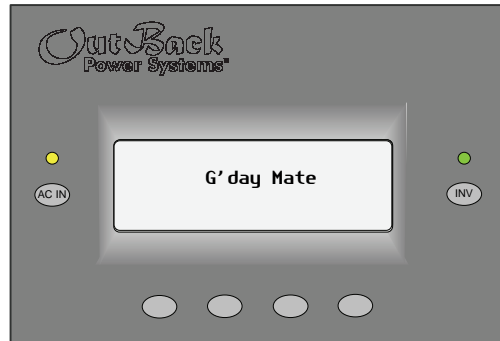 OutBack
Power Systems
G'day Mate
AC IN
INV